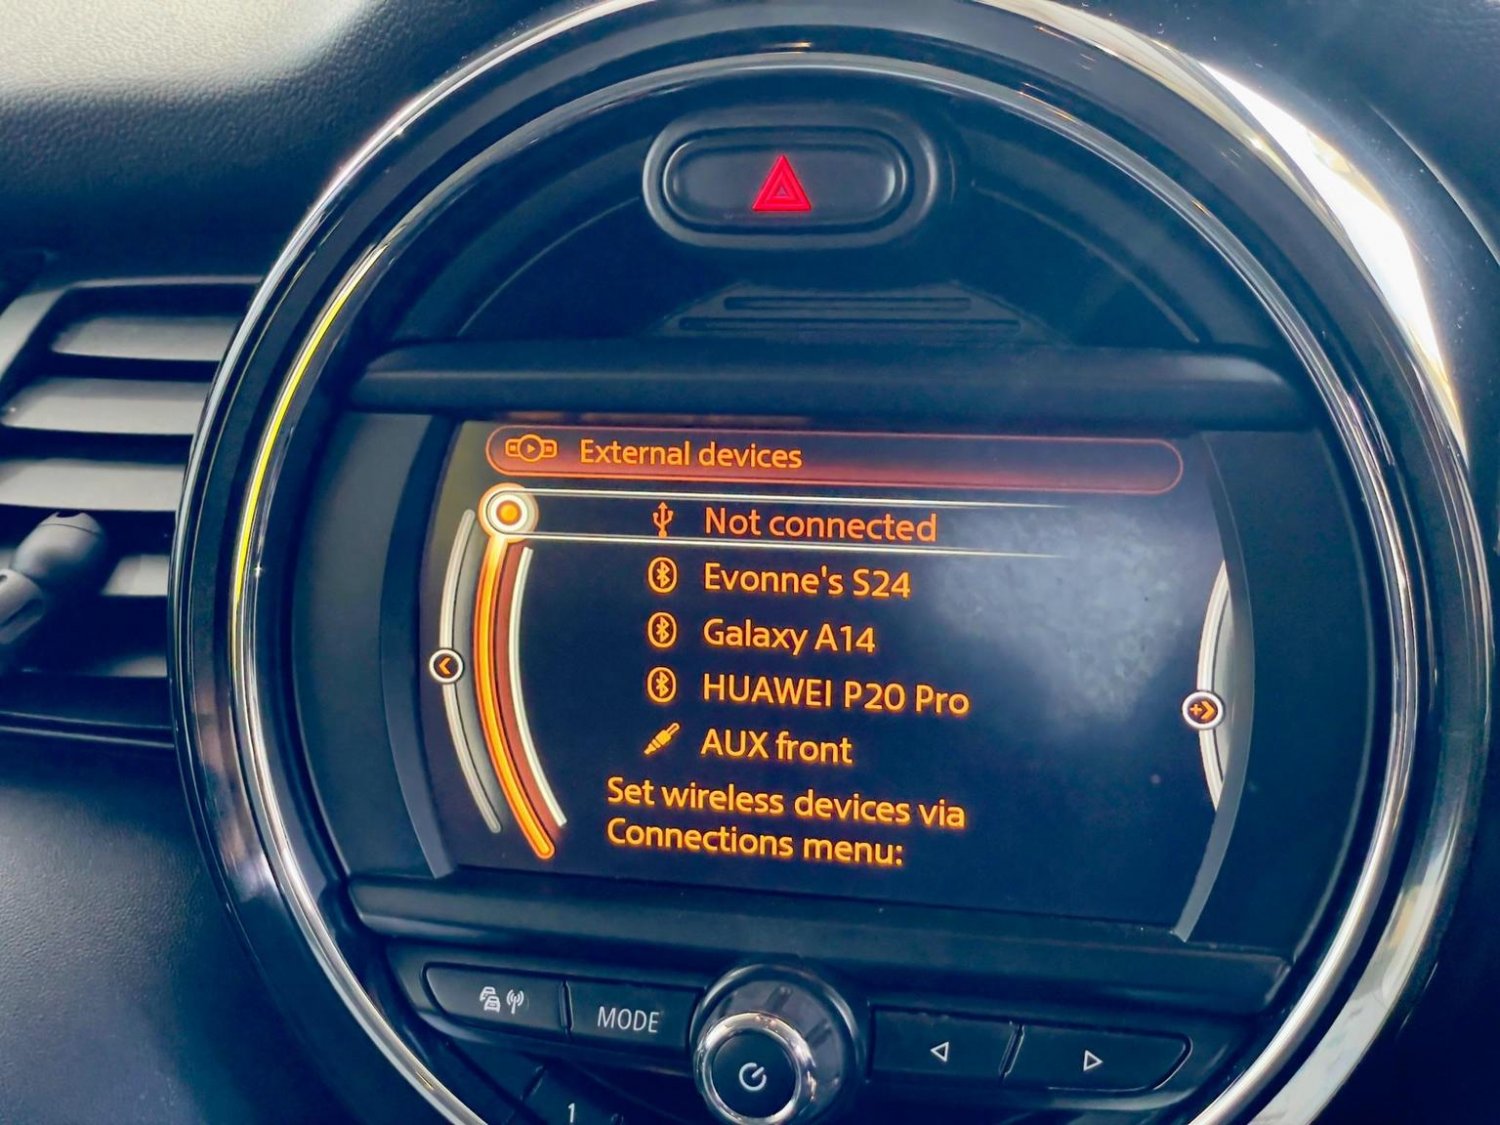 External devices
Not connected
Evonne's S24
Galaxy A14
HUAWEI P20 Pro
AUX front
Set wireless devices via
Connections menu:
MODE
1